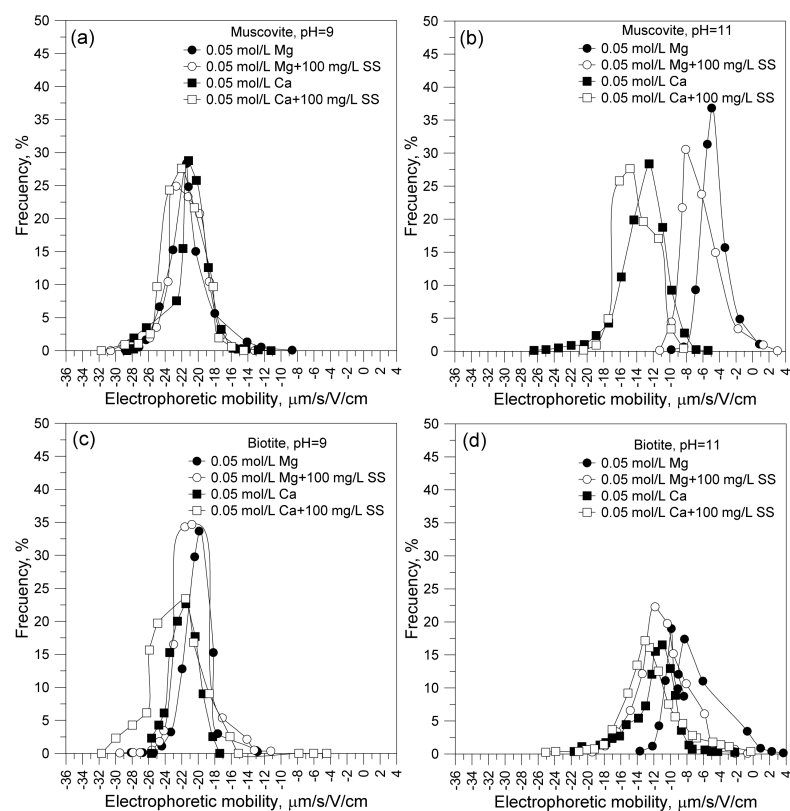 (a)
Muscovite, pH=9
0.05 mol/L Mg
0.05 mol/L Mg+100 mg/L SS
0.05 mol/L Ca
0.05 mol/L Ca+100 mg/L SS
Frecuency, %
50
45
40
35
30
25
20
15
10
5
0
-36 -34 -32 -30 -28 -26 -24 -22 -20 -18 -16 -14 -12 -10 -8 -6 -4 -2 0 2 4
Electrophoretic mobility, μm/s/V/cm
(b)
Muscovite, pH=11
0.05 mol/L Mg
0.05 mol/L Mg+100 mg/L SS
0.05 mol/L Ca
0.05 mol/L Ca+100 mg/L SS
Frecuency, %
50
45
40
35
30
25
20
15
10
5
0
-36 -34 -32 -30 -28 -26 -24 -22 -20 -18 -16 -14 -12 -10 -8 -6 -4 -2 0 2 4
Electrophoretic mobility, μm/s/V/cm
(c)
Biotite, pH=9
0.05 mol/L Mg
0.05 mol/L Mg+100 mg/L SS
0.05 mol/L Ca
0.05 mol/L Ca+100 mg/L SS
Frecuency, %
50
45
40
35
30
25
20
15
10
5
0
-36 -34 -32 -30 -28 -26 -24 -22 -20 -18 -16 -14 -12 -10 -8 -6 -4 -2 0 2 4
Electrophoretic mobility, μm/s/V/cm
(d)
Biotite, pH=11
0.05 mol/L Mg
0.05 mol/L Mg+100 mg/L SS
0.05 mol/L Ca
0.05 mol/L Ca+100 mg/L SS
Frecuency, %
50
45
40
35
30
25
20
15
10
5
0
-36 -34 -32 -30 -28 -26 -24 -22 -20 -18 -16 -14 -12 -10 -8 -6 -4 -2 0 2 4
Electrophoretic mobility, μm/s/V/cm